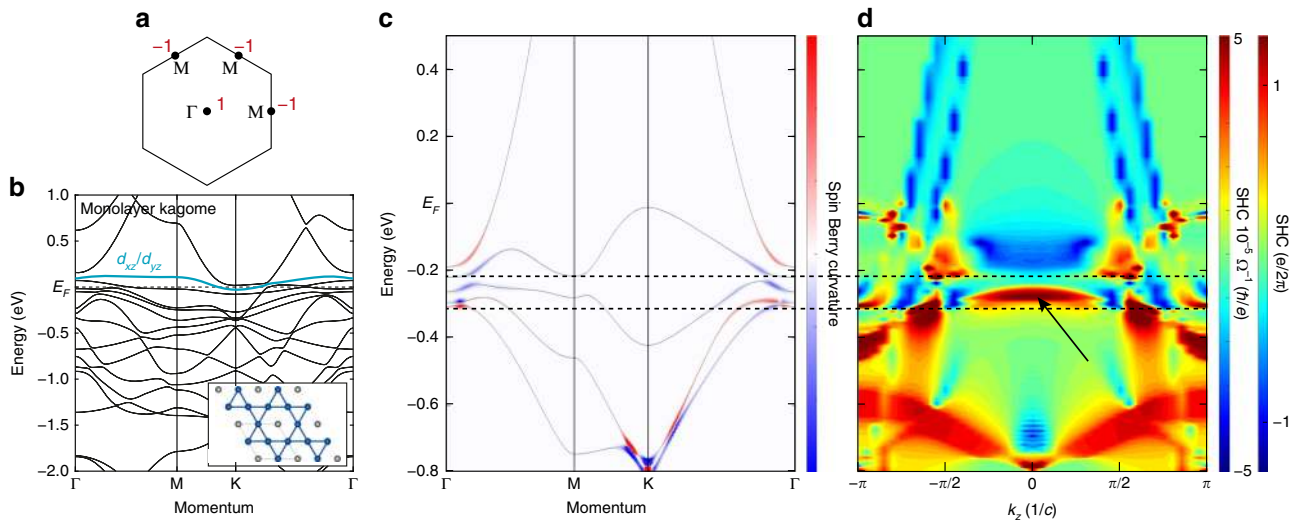 a
−1
−1
M
M
Γ
1
M
−1
b
Monolayer kagome
d_xz/d_yz
1.0
0.5
E_F
−0.5
−1.0
−1.5
−2.0
Energy (eV)
Γ
M
K
Γ
Momentum
c
0.4
0.2
E_F
−0.2
−0.4
−0.6
−0.8
Energy (eV)
Γ
M
K
Γ
Momentum
Spin Berry curvature
d
−π
−π/2
0
π/2
π
k_z (1/c)
5
−5
SHC 10⁻⁵ Ω⁻¹ (ħ/e)
1
−1
SHC (e/2π)